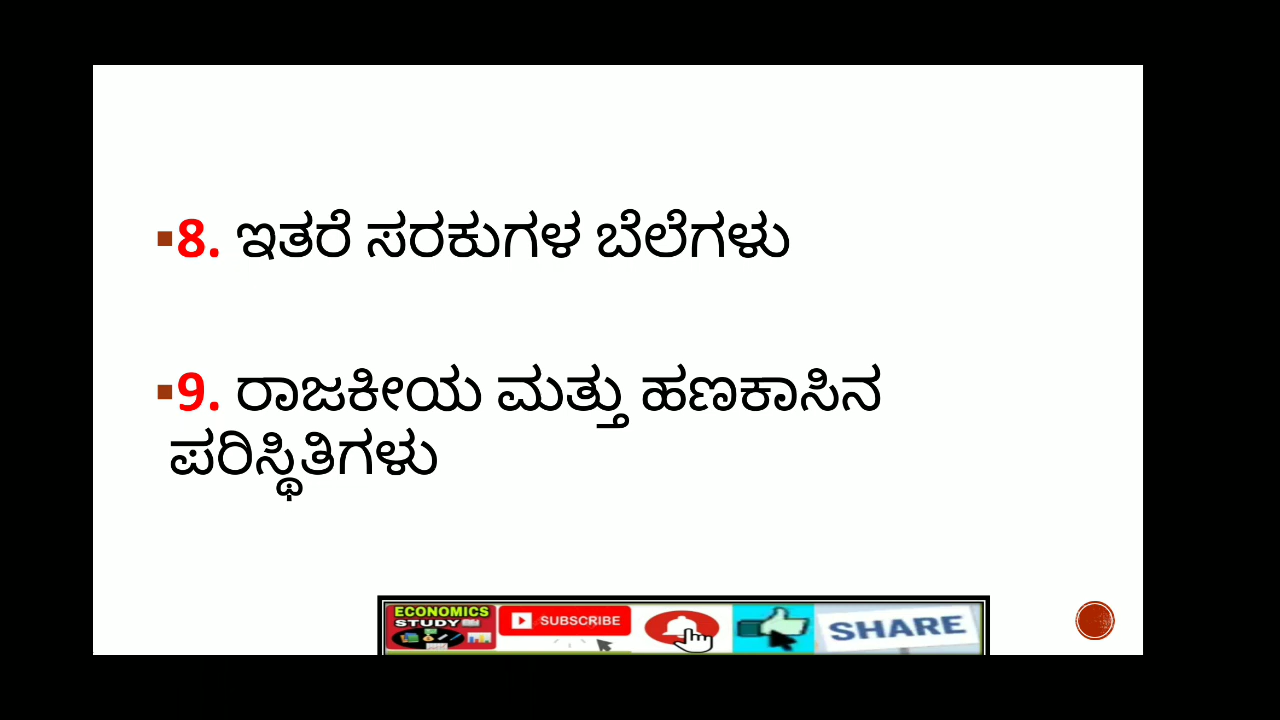 ▪8. ಇತರೆ ಸರಕುಗಳ ಬೆಲೆಗಳು
▪9. ರಾಜಕೀಯ ಮತ್ತು ಹಣಕಾಸಿನ
ಪರಿಸ್ಥಿತಿಗಳು
ECONOMICS
STUDY
SUBSCRIBE
SHARE